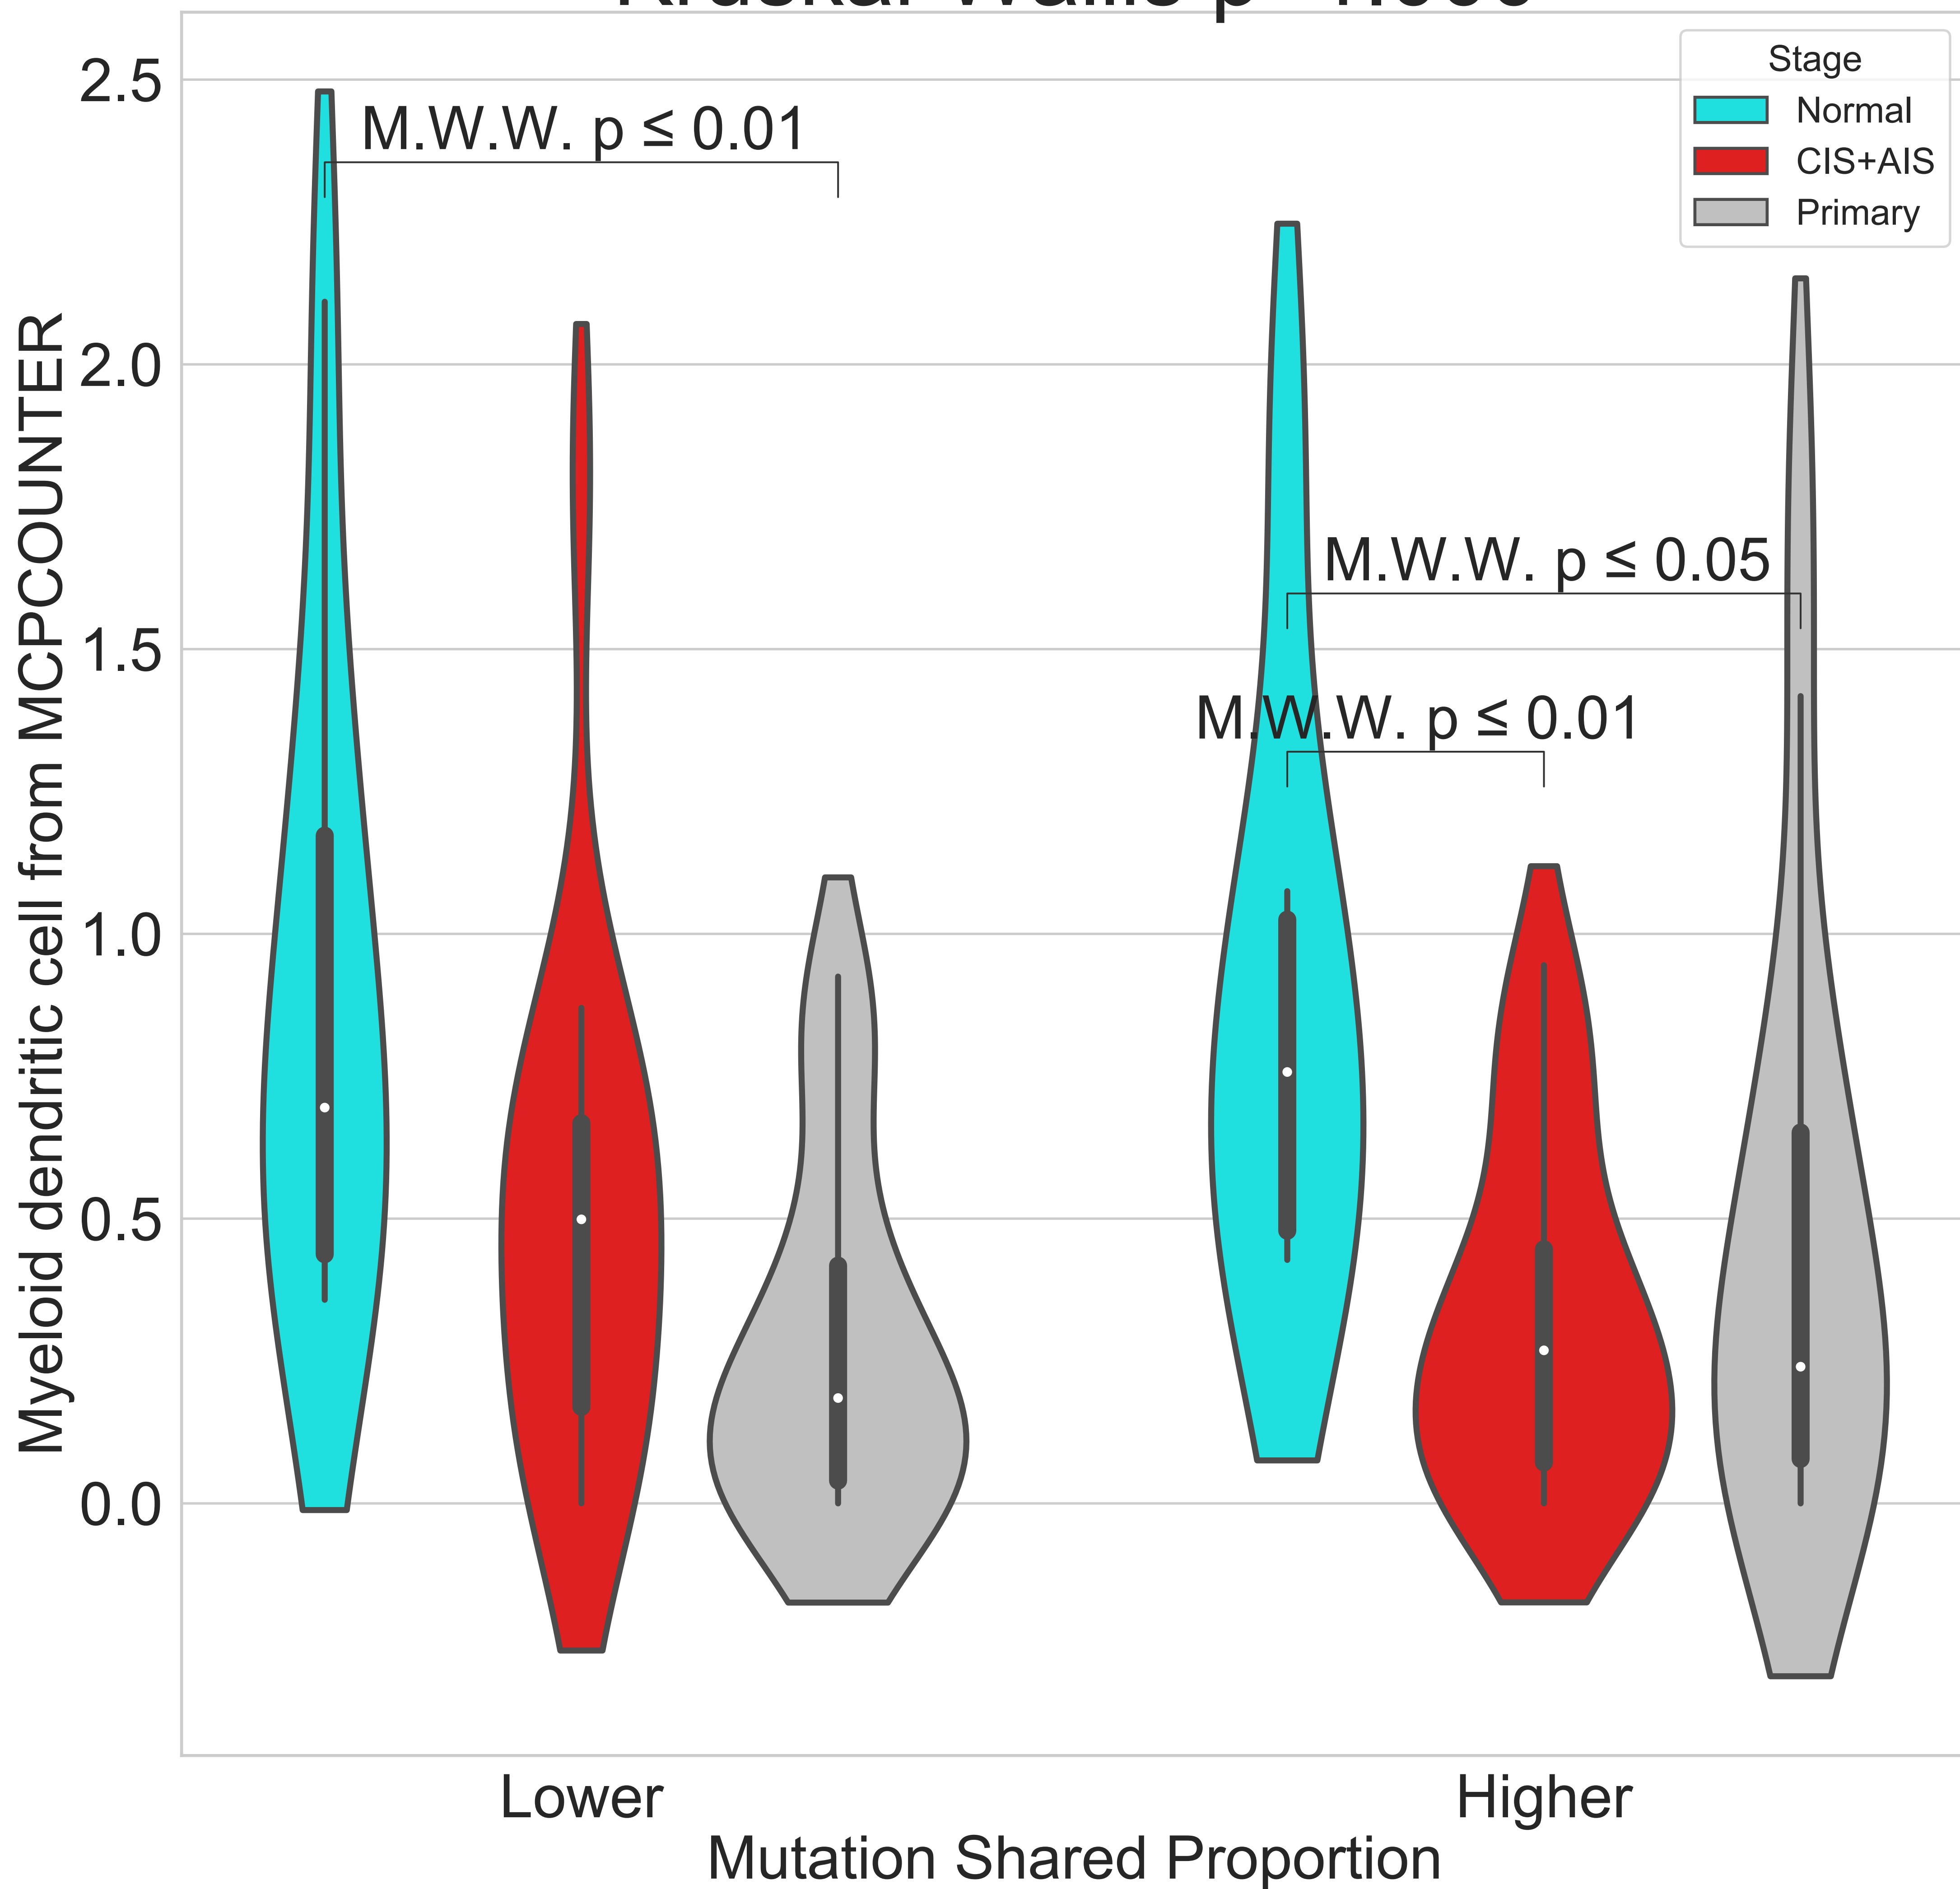 2.5
2.0
1.5
1.0
0.5
0.0
Myeloid dendritic cell from MCPCOUNTER
M.W.W. p ≤ 0.01
M.W.W. p ≤ 0.05
M.W.W. p ≤ 0.01
Stage
Normal
CIS+AIS
Primary
Lower
Higher
Mutation Shared Proportion